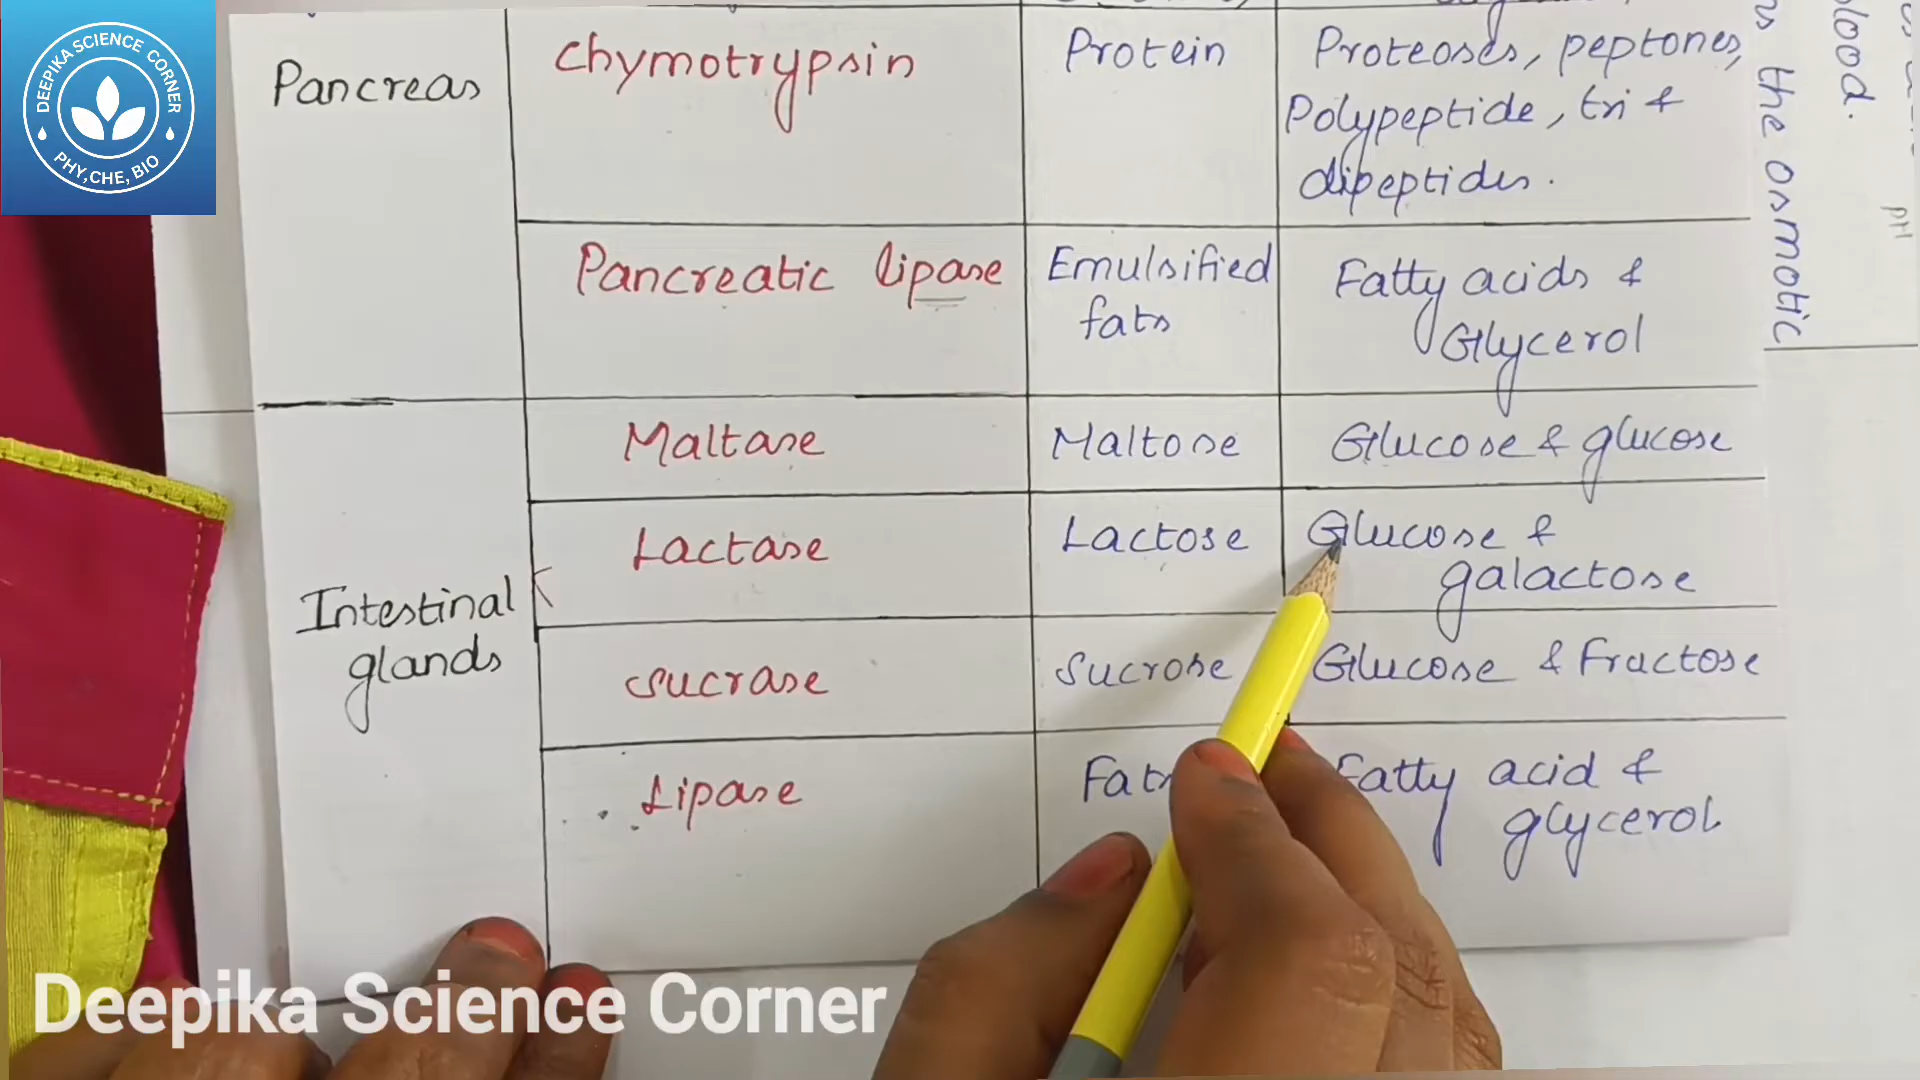 DEEPIKA SCIENCE CORNER
PHY,CHE, BIO
Pancreas
Chymotrypsin
Protein
Proteoses, peptones,
Polypeptide, tri &
dipeptides.
Pancreatic lipase
Emulsified
fats
Fatty acids &
Glycerol
Intestinal
glands
Maltase
Maltose
Glucose & glucose
Lactase
Lactose
Glucose &
galactose
Sucrase
Sucrose
Glucose & Fructose
Lipase
Fatty acid &
glycerol
the osmotic
blood.
pH
Deepika Science Corner